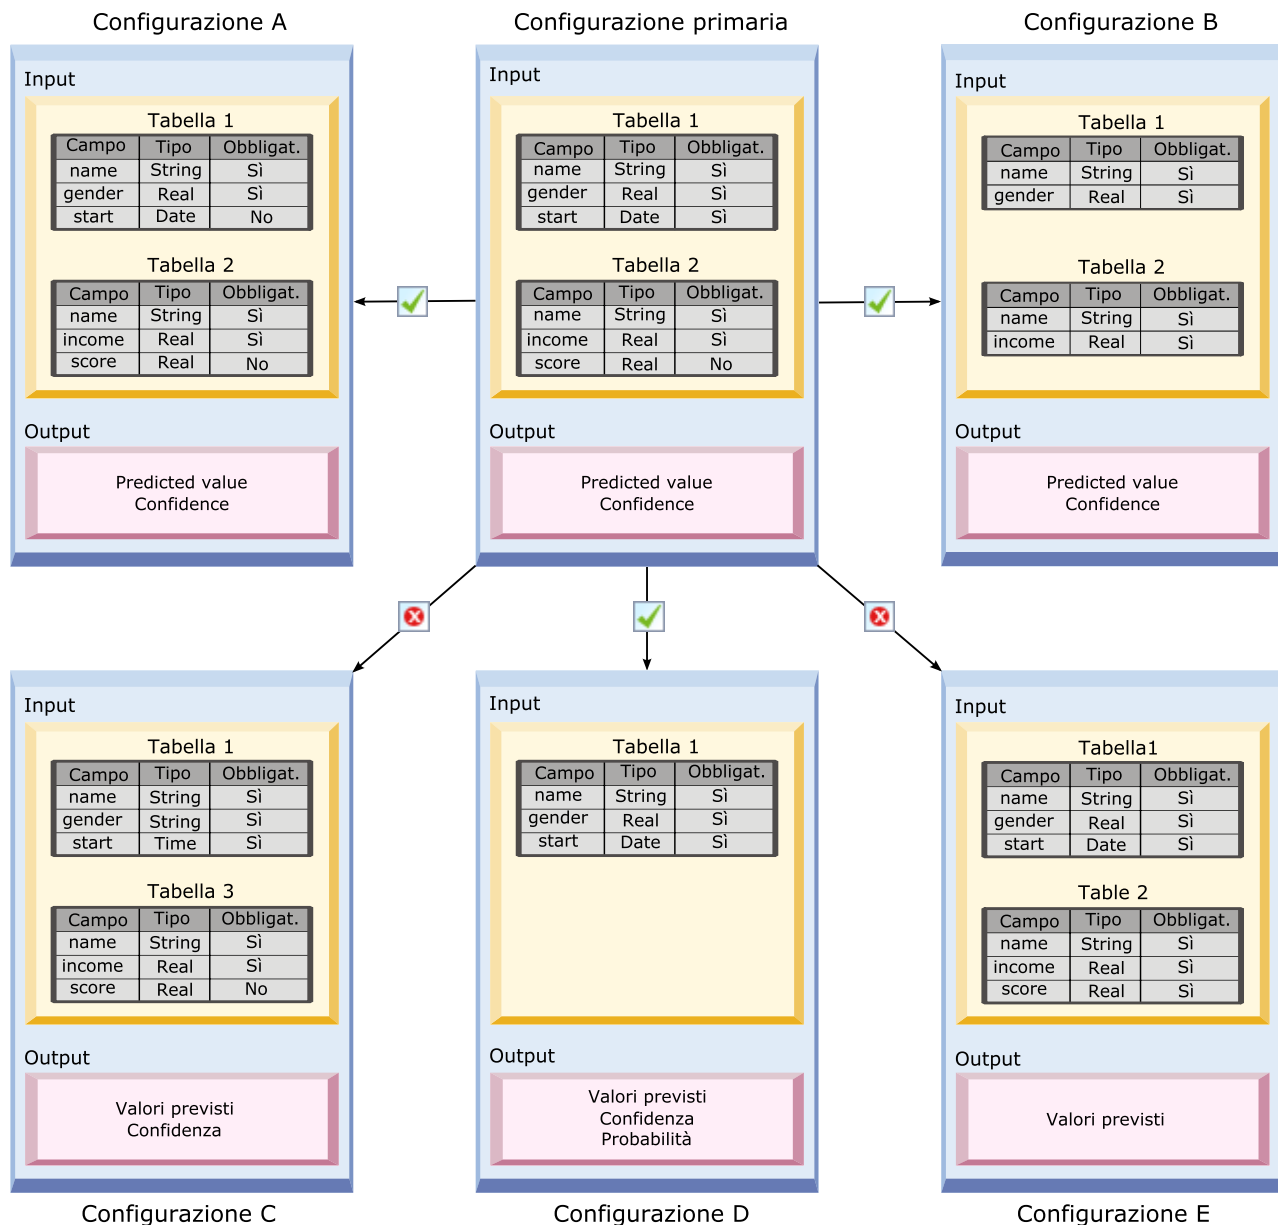 Configurazione A
Input
Tabella 1
Campo Tipo Obbligat.
name String Sì
gender Real Sì
start Date No
Tabella 2
Campo Tipo Obbligat.
name String Sì
income Real Sì
score Real No
Output
Predicted value
Confidence
Configurazione primaria
Input
Tabella 1
Campo Tipo Obbligat.
name String Sì
gender Real Sì
start Date Sì
Tabella 2
Campo Tipo Obbligat.
name String Sì
income Real Sì
score Real No
Output
Predicted value
Confidence
Configurazione B
Input
Tabella 1
Campo Tipo Obbligat.
name String Sì
gender Real Sì
Tabella 2
Campo Tipo Obbligat.
name String Sì
income Real Sì
Output
Predicted value
Confidence
Input
Tabella 1
Campo Tipo Obbligat.
name String Sì
gender String Sì
start Time Sì
Tabella 3
Campo Tipo Obbligat.
name String Sì
income Real Sì
score Real No
Output
Valori previsti
Confidenza
Configurazione C
Input
Tabella 1
Campo Tipo Obbligat.
name String Sì
gender Real Sì
start Date Sì
Output
Valori previsti
Confidenza
Probabilità
Configurazione D
Input
Tabella1
Campo Tipo Obbligat.
name String Sì
gender Real Sì
start Date Sì
Table 2
Campo Tipo Obbligat.
name String Sì
income Real Sì
score Real Sì
Output
Valori previsti
Configurazione E